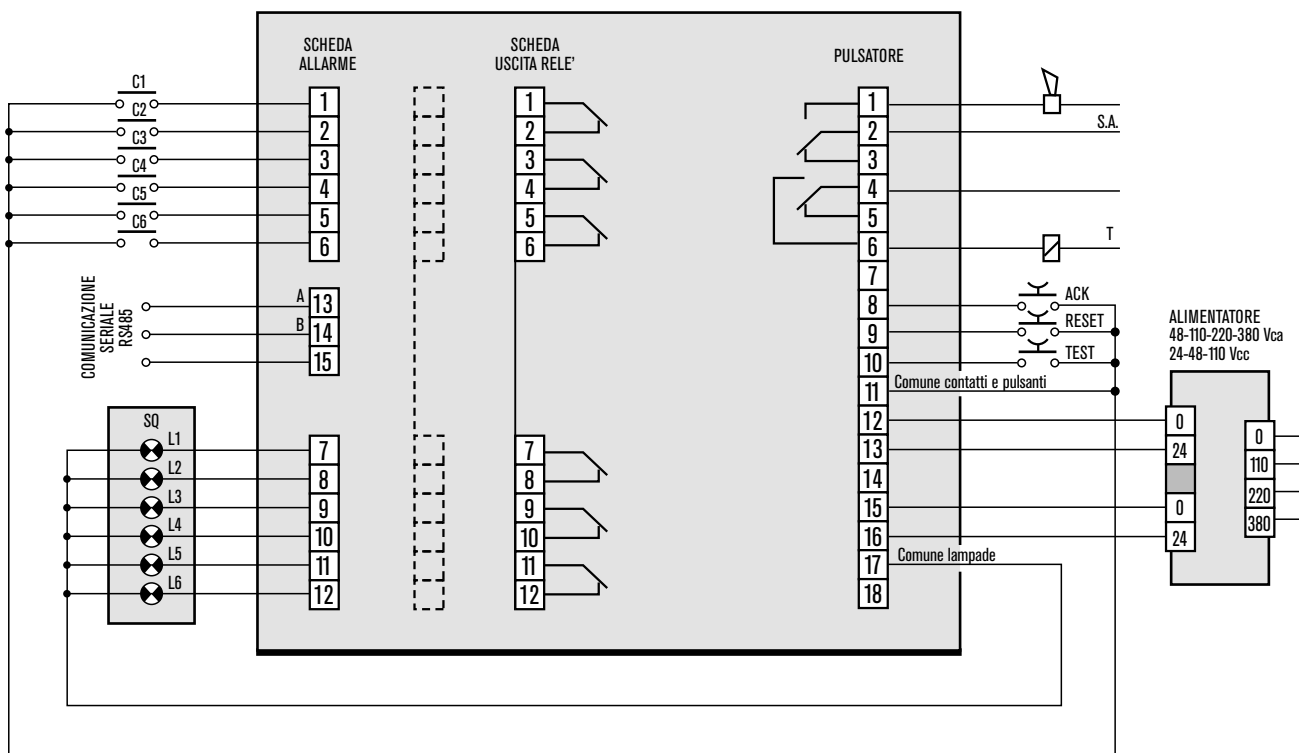 SCHEDA
ALLARME
SCHEDA
USCITA RELE'
PULSATORE
C1
C2
C3
C4
C5
C6
1
2
3
4
5
6
COMUNICAZIONE
SERIALE
RS485
A
B
13
14
15
SQ
L1
L2
L3
L4
L5
L6
7
8
9
10
11
12
1
2
3
4
5
6
7
8
9
10
11
12
1
2
3
4
5
6
7
8
9
10
11
12
13
14
15
16
17
18
S.A.
T
ACK
RESET
TEST
Comune contatti e pulsanti
Comune lampade
ALIMENTATORE
48-110-220-380 Vca
24-48-110 Vcc
0
24
0
24
0
110
220
380